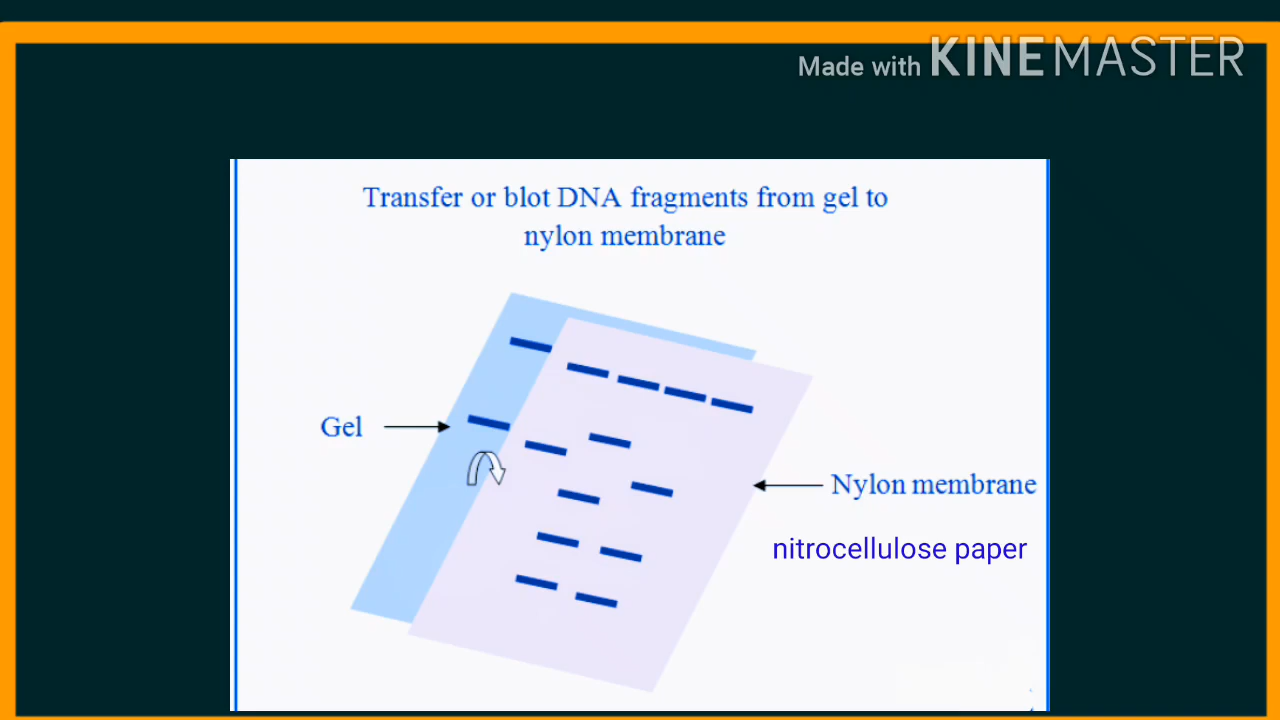 Made with KINEMASTER
Transfer or blot DNA fragments from gel to
nylon membrane
Gel
Nylon membrane
nitrocellulose paper